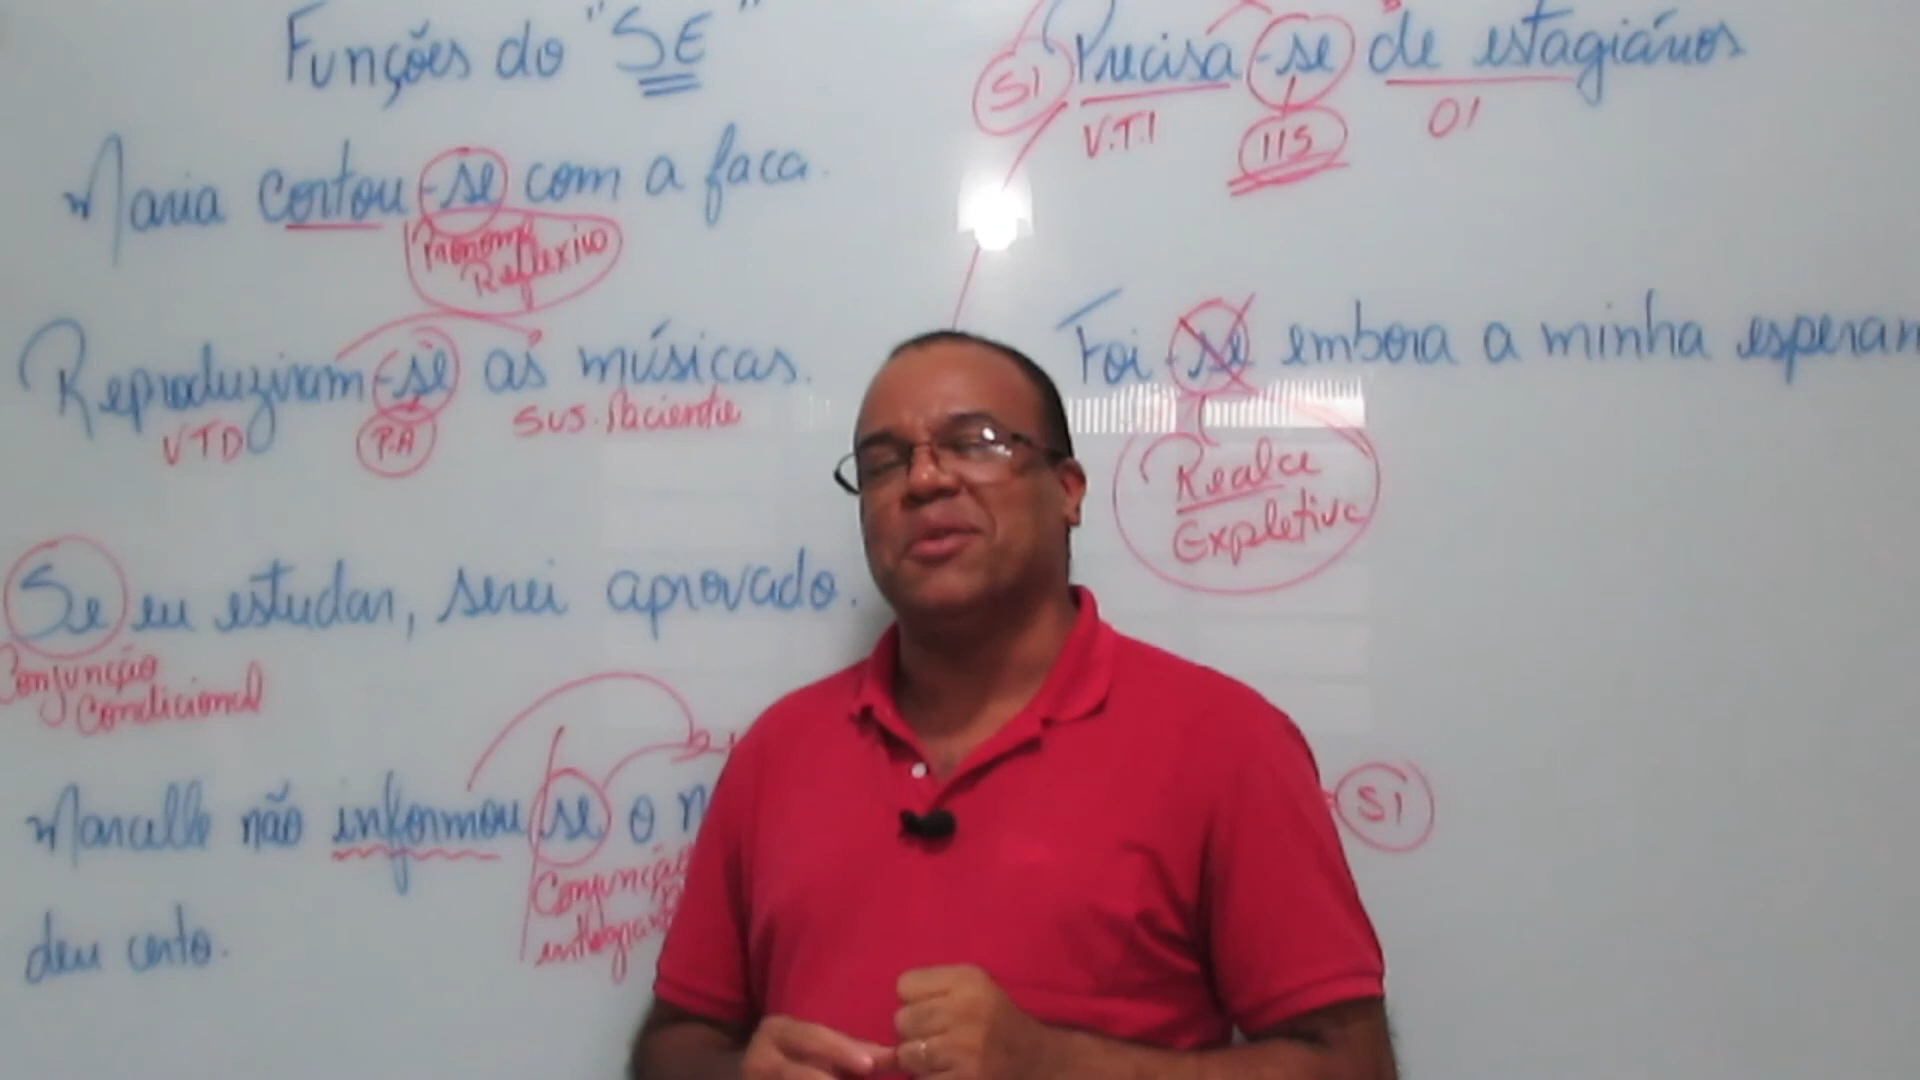 Funções do "SE"
Maria cortou-se com a faca.
Pronome
Reflexivo
Reproduziram-se as músicas.
VTD
P.A
Sus. Paciente
Se eu estudar, serei aprovado.
Conjunção
Condicional
Marcelle não informou se o
Conjunção
deu certo.
SI
Precisa-se de estagiários
V.T.I
IIS
OI
Foi-se embora a minha
Realce
Expletiva
SI